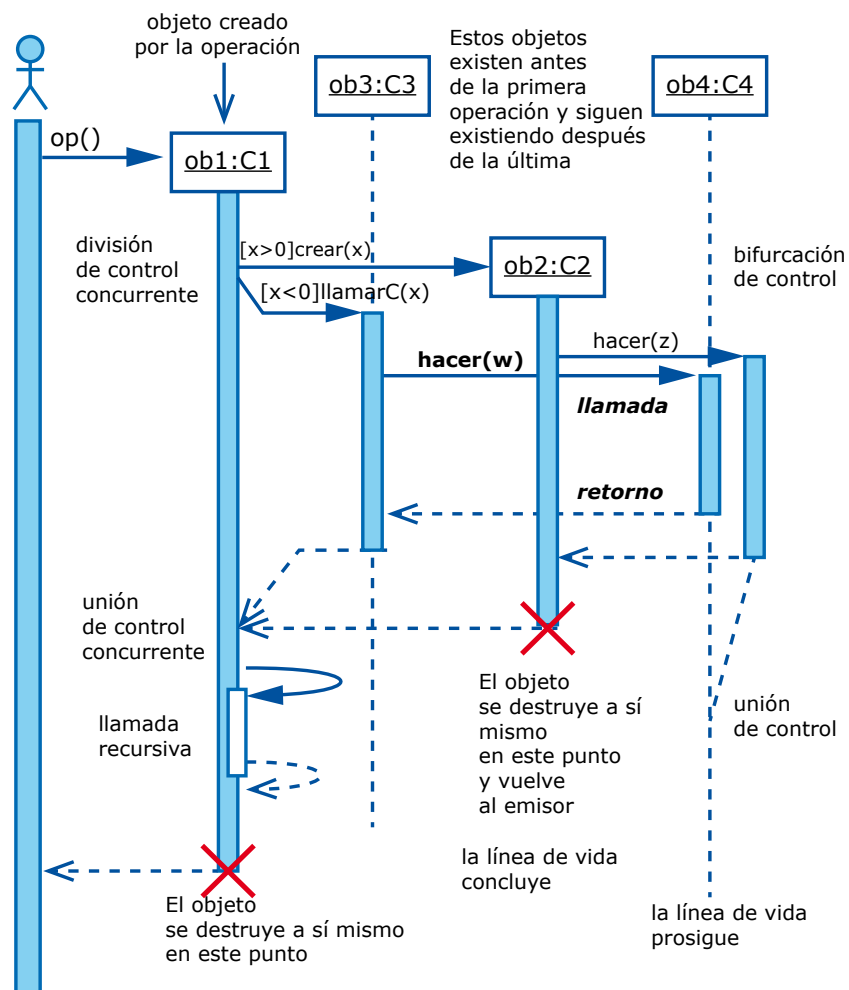 objeto creado
por la operación
Estos objetos
existen antes
de la primera
operación y siguen
existiendo después
de la última
ob3:C3
ob4:C4
op()
ob1:C1
división
de control
concurrente
[x>0]crear(x)
ob2:C2
bifurcación
de control
[x<0]llamarC(x)
hacer(z)
hacer(w)
llamada
retorno
unión
de control
concurrente
El objeto
se destruye a sí
mismo
en este punto
y vuelve
al emisor
unión
de control
llamada
recursiva
la línea de vida
concluye
El objeto
se destruye a sí mismo
en este punto
la línea de vida
prosigue